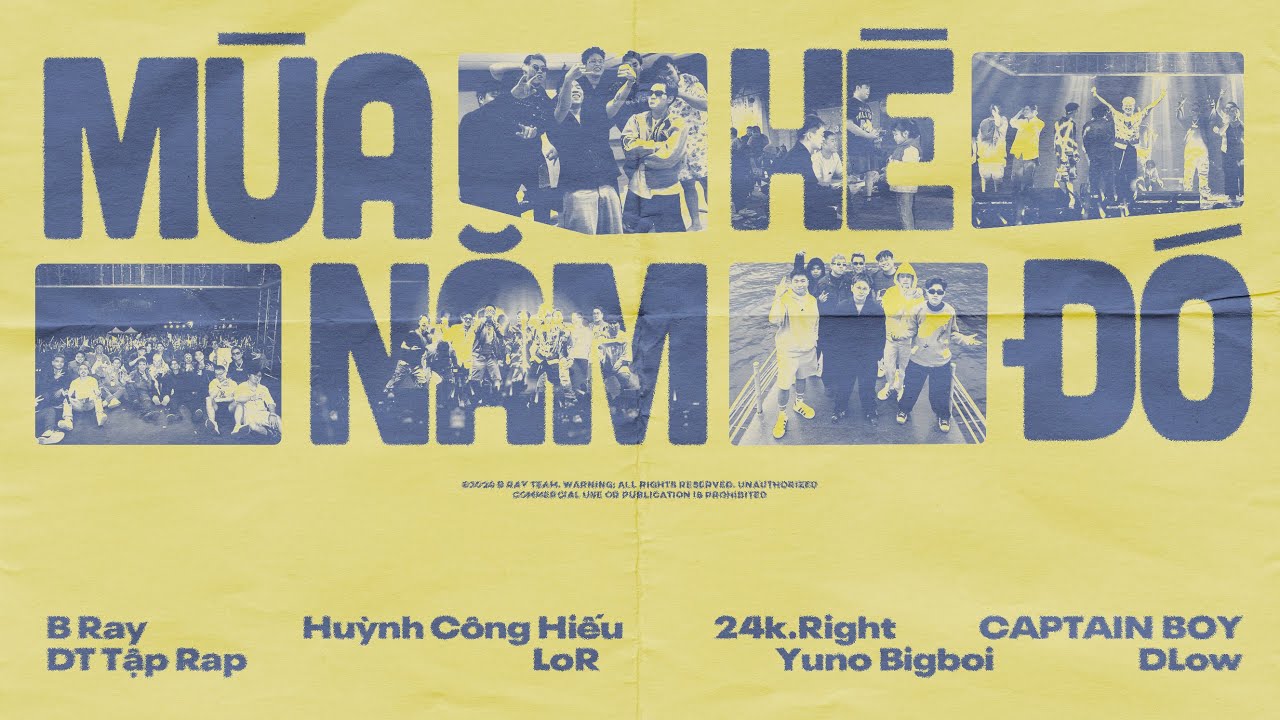 MÙA HÈ
NĂM ĐÓ
©2024 B RAY TEAM. WARNING: ALL RIGHTS RESERVED. UNAUTHORIZED
COMMERCIAL USE OR PUBLICATION IS PROHIBITED
B Ray Huỳnh Công Hiếu 24k.Right CAPTAIN BOY
DT Tập Rap LoR Yuno Bigboi DLow